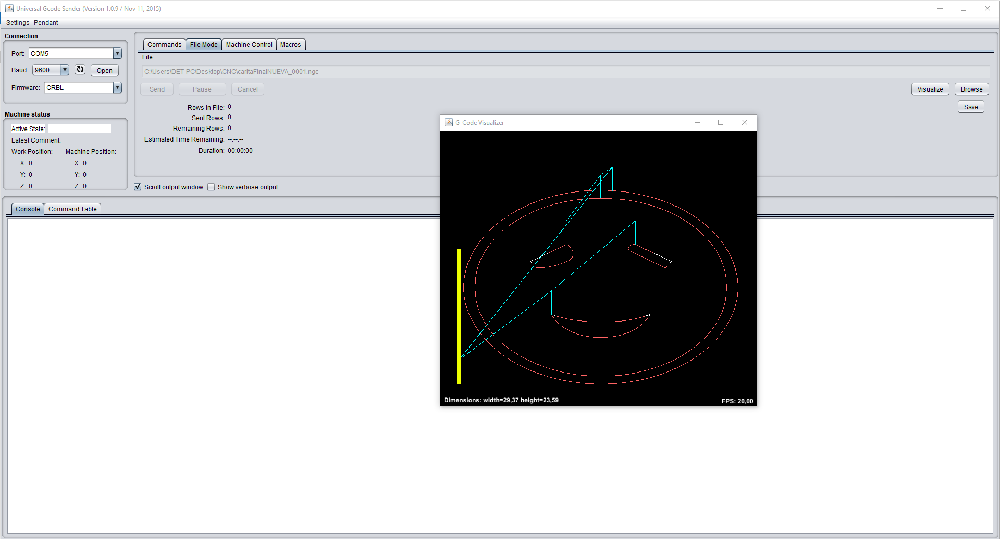 Universal Gcode Sender (Version 1.0.9 / Nov 11, 2015)
Settings Pendant
Connection
Port: COM5
Baud: 9600 Open
Firmware: GRBL
Machine status
Active State:
Latest Comment:
Work Position: Machine Position:
X: 0 X: 0
Y: 0 Y: 0
Z: 0 Z: 0
Commands File Mode Machine Control Macros
File:
C:\Users\DET-PC\Desktop\CNC\caritaFinalNUEVA_0001.ngc
Send Pause Cancel Visualize Browse
Save
Rows In File: 0
Sent Rows: 0
Remaining Rows: 0
Estimated Time Remaining: --:--:--
Duration: 00:00:00
Scroll output window Show verbose output
Console Command Table
G-Code Visualizer
Dimensions: width=29,37 height=23,59
FPS: 20,00